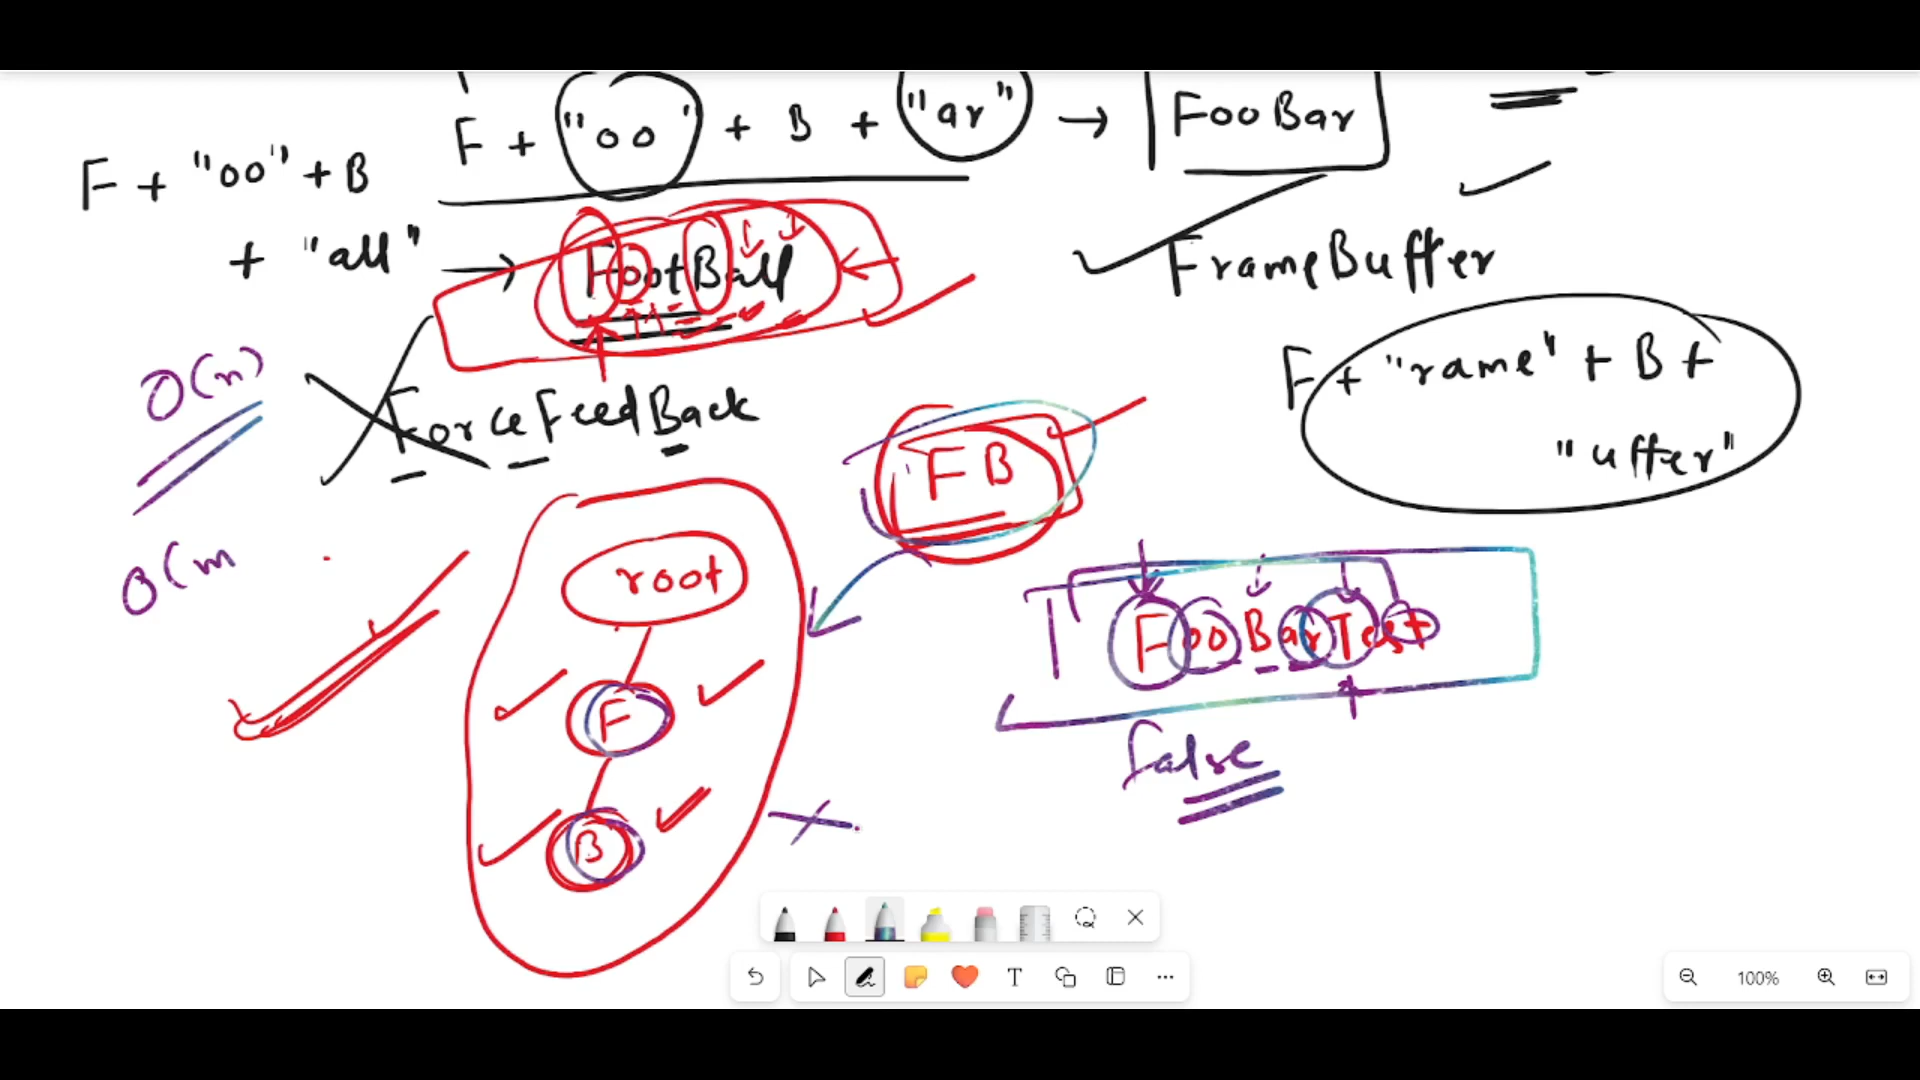 F + "oo" + B + "ar" → FooBar
F + "oo" + B
+ "all" → FootBall
FrameBuffer
F + "rame" + B +
"uffer"
O(n)
ForceFeedBack
FB
O(m
root
F
B
FooBarTest
false
T
100%